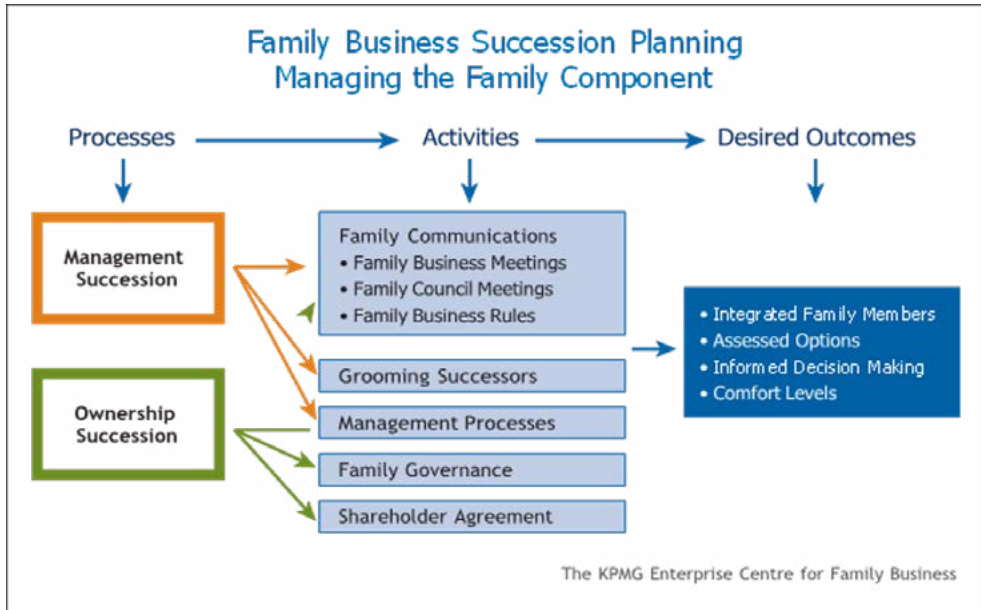 Family Business Succession Planning
Managing the Family Component
Processes
Activities
Desired Outcomes
Management
Succession
Ownership
Succession
Family Communications
• Family Business Meetings
• Family Council Meetings
• Family Business Rules
Grooming Successors
Management Processes
Family Governance
Shareholder Agreement
• Integrated Family Members
• Assessed Options
• Informed Decision Making
• Comfort Levels
The KPMG Enterprise Centre for Family Business